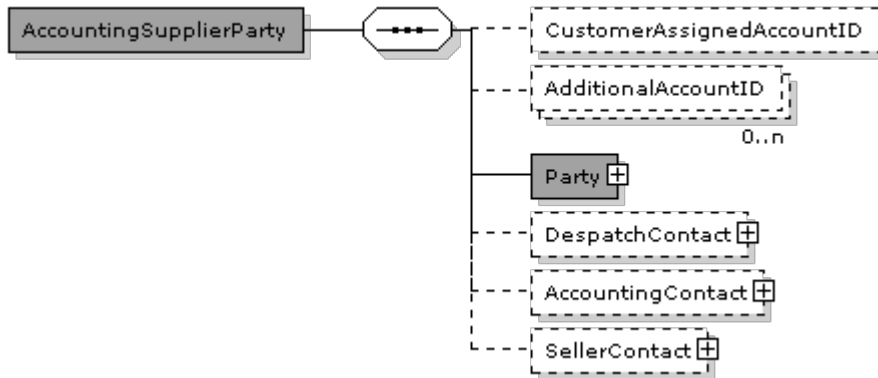 AccountingSupplierParty
CustomerAssignedAccountID
AdditionalAccountID
0..n
Party
DespatchContact
AccountingContact
SellerContact